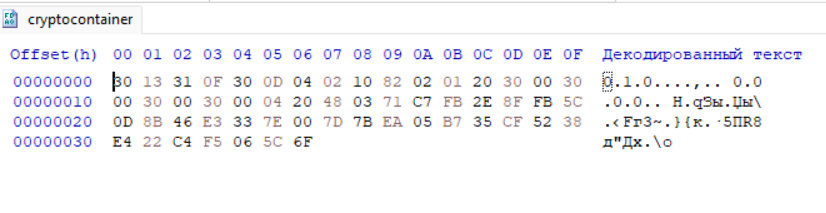 cryptocontainer
Offset(h) 00 01 02 03 04 05 06 07 08 09 0A 0B 0C 0D 0E 0F Декодированный текст
00000000 30 13 31 0F 30 0D 04 02 10 82 02 01 20 30 00 30 0.1.0....‚.. 0.0
00000010 00 30 00 30 00 04 20 48 03 71 C7 FB 2E 8F FB 5C .0.0.. H.qЗы.Џы\
00000020 0D 8B 46 E3 33 7E 00 7D 7B EA 05 B7 35 CF 52 38 .‹Fг3~.}{к.·5ПR8
00000030 E4 22 C4 F5 06 5C 6F д"Дх.\o